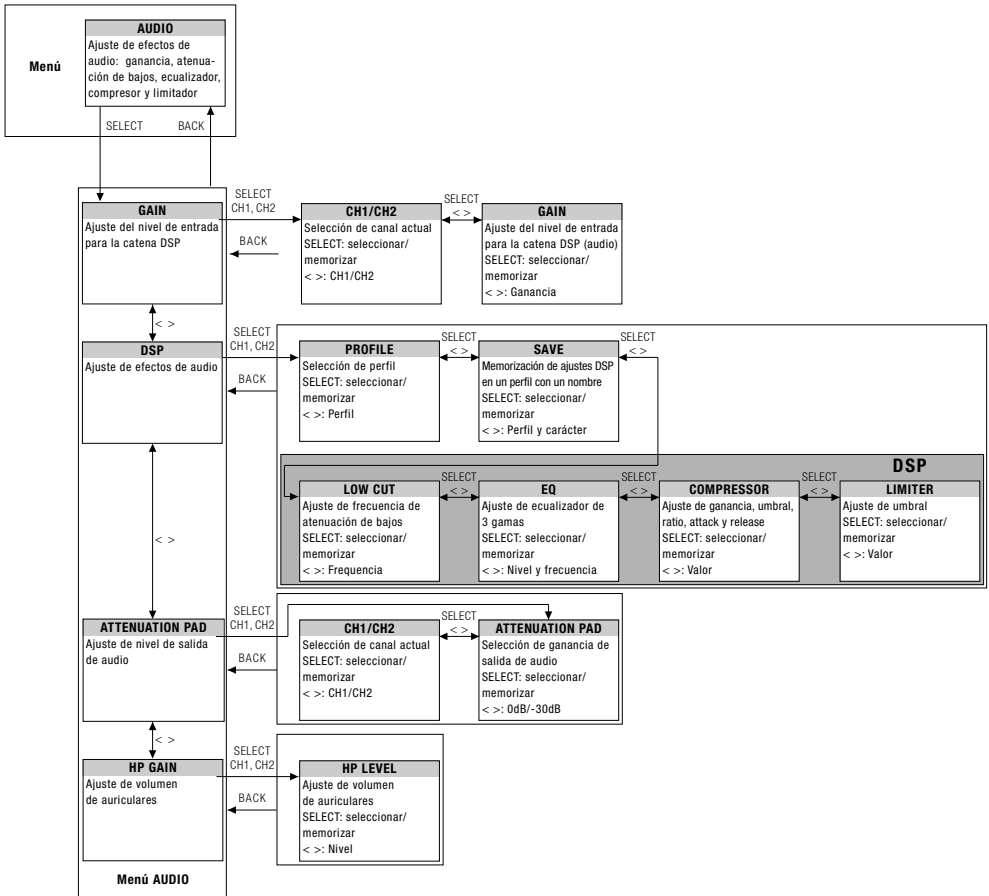 AUDIO
Ajuste de efectos de
audio: ganancia, atenua-
ción de bajos, ecualizador,
compresor y limitador
Menú
SELECT
BACK
GAIN
Ajuste del nivel de entrada
para la catena DSP
SELECT
CH1, CH2
BACK
CH1/CH2
Selección de canal actual
SELECT: seleccionar/
memorizar
< >: CH1/CH2
SELECT
< >
GAIN
Ajuste del nivel de entrada
para la catena DSP (audio)
SELECT: seleccionar/
memorizar
< >: Ganancia
< >
DSP
Ajuste de efectos de audio
SELECT
CH1, CH2
BACK
PROFILE
Selección de perfil
SELECT: seleccionar/
memorizar
< >: Perfil
SELECT
< >
SAVE
Memorización de ajustes DSP
en un perfil con un nombre
SELECT: seleccionar/
memorizar
< >: Perfil y carácter
SELECT
< >
DSP
LOW CUT
Ajuste de frecuencia de
atenuación de bajos
SELECT: seleccionar/
memorizar
< >: Frequencia
SELECT
< >
EQ
Ajuste de ecualizador de
3 gamas
SELECT: seleccionar/
memorizar
< >: Nivel y frecuencia
SELECT
< >
COMPRESSOR
Ajuste de ganancia, umbral,
ratio, attack y release
SELECT: seleccionar/
memorizar
< >: Valor
SELECT
< >
LIMITER
Ajuste de umbral
SELECT: seleccionar/
memorizar
< >: Valor
< >
ATTENUATION PAD
Ajuste de nivel de salida
de audio
SELECT
CH1, CH2
BACK
CH1/CH2
Selección de canal actual
SELECT: seleccionar/
memorizar
< >: CH1/CH2
SELECT
< >
ATTENUATION PAD
Selección de ganancia de
salida de audio
SELECT: seleccionar/
memorizar
< >: 0dB/-30dB
< >
HP GAIN
Ajuste de volumen
de auriculares
SELECT
CH1, CH2
BACK
HP LEVEL
Ajuste de volumen
de auriculares
SELECT: seleccionar/
memorizar
< >: Nivel
Menú AUDIO